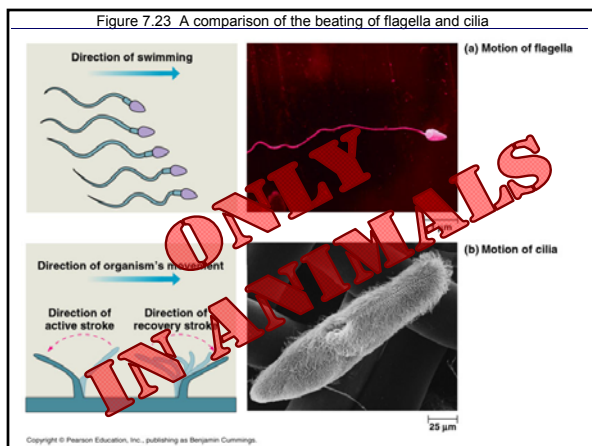 Figure 7.23 A comparison of the beating of flagella and cilia
Direction of swimming
(a) Motion of flagella
ONLY
IN ANIMALS
(b) Motion of cilia
Direction of organism's movement
Direction of
active stroke
Direction of
recovery stroke
25 µm
Copyright © Pearson Education, Inc., publishing as Benjamin Cummings.